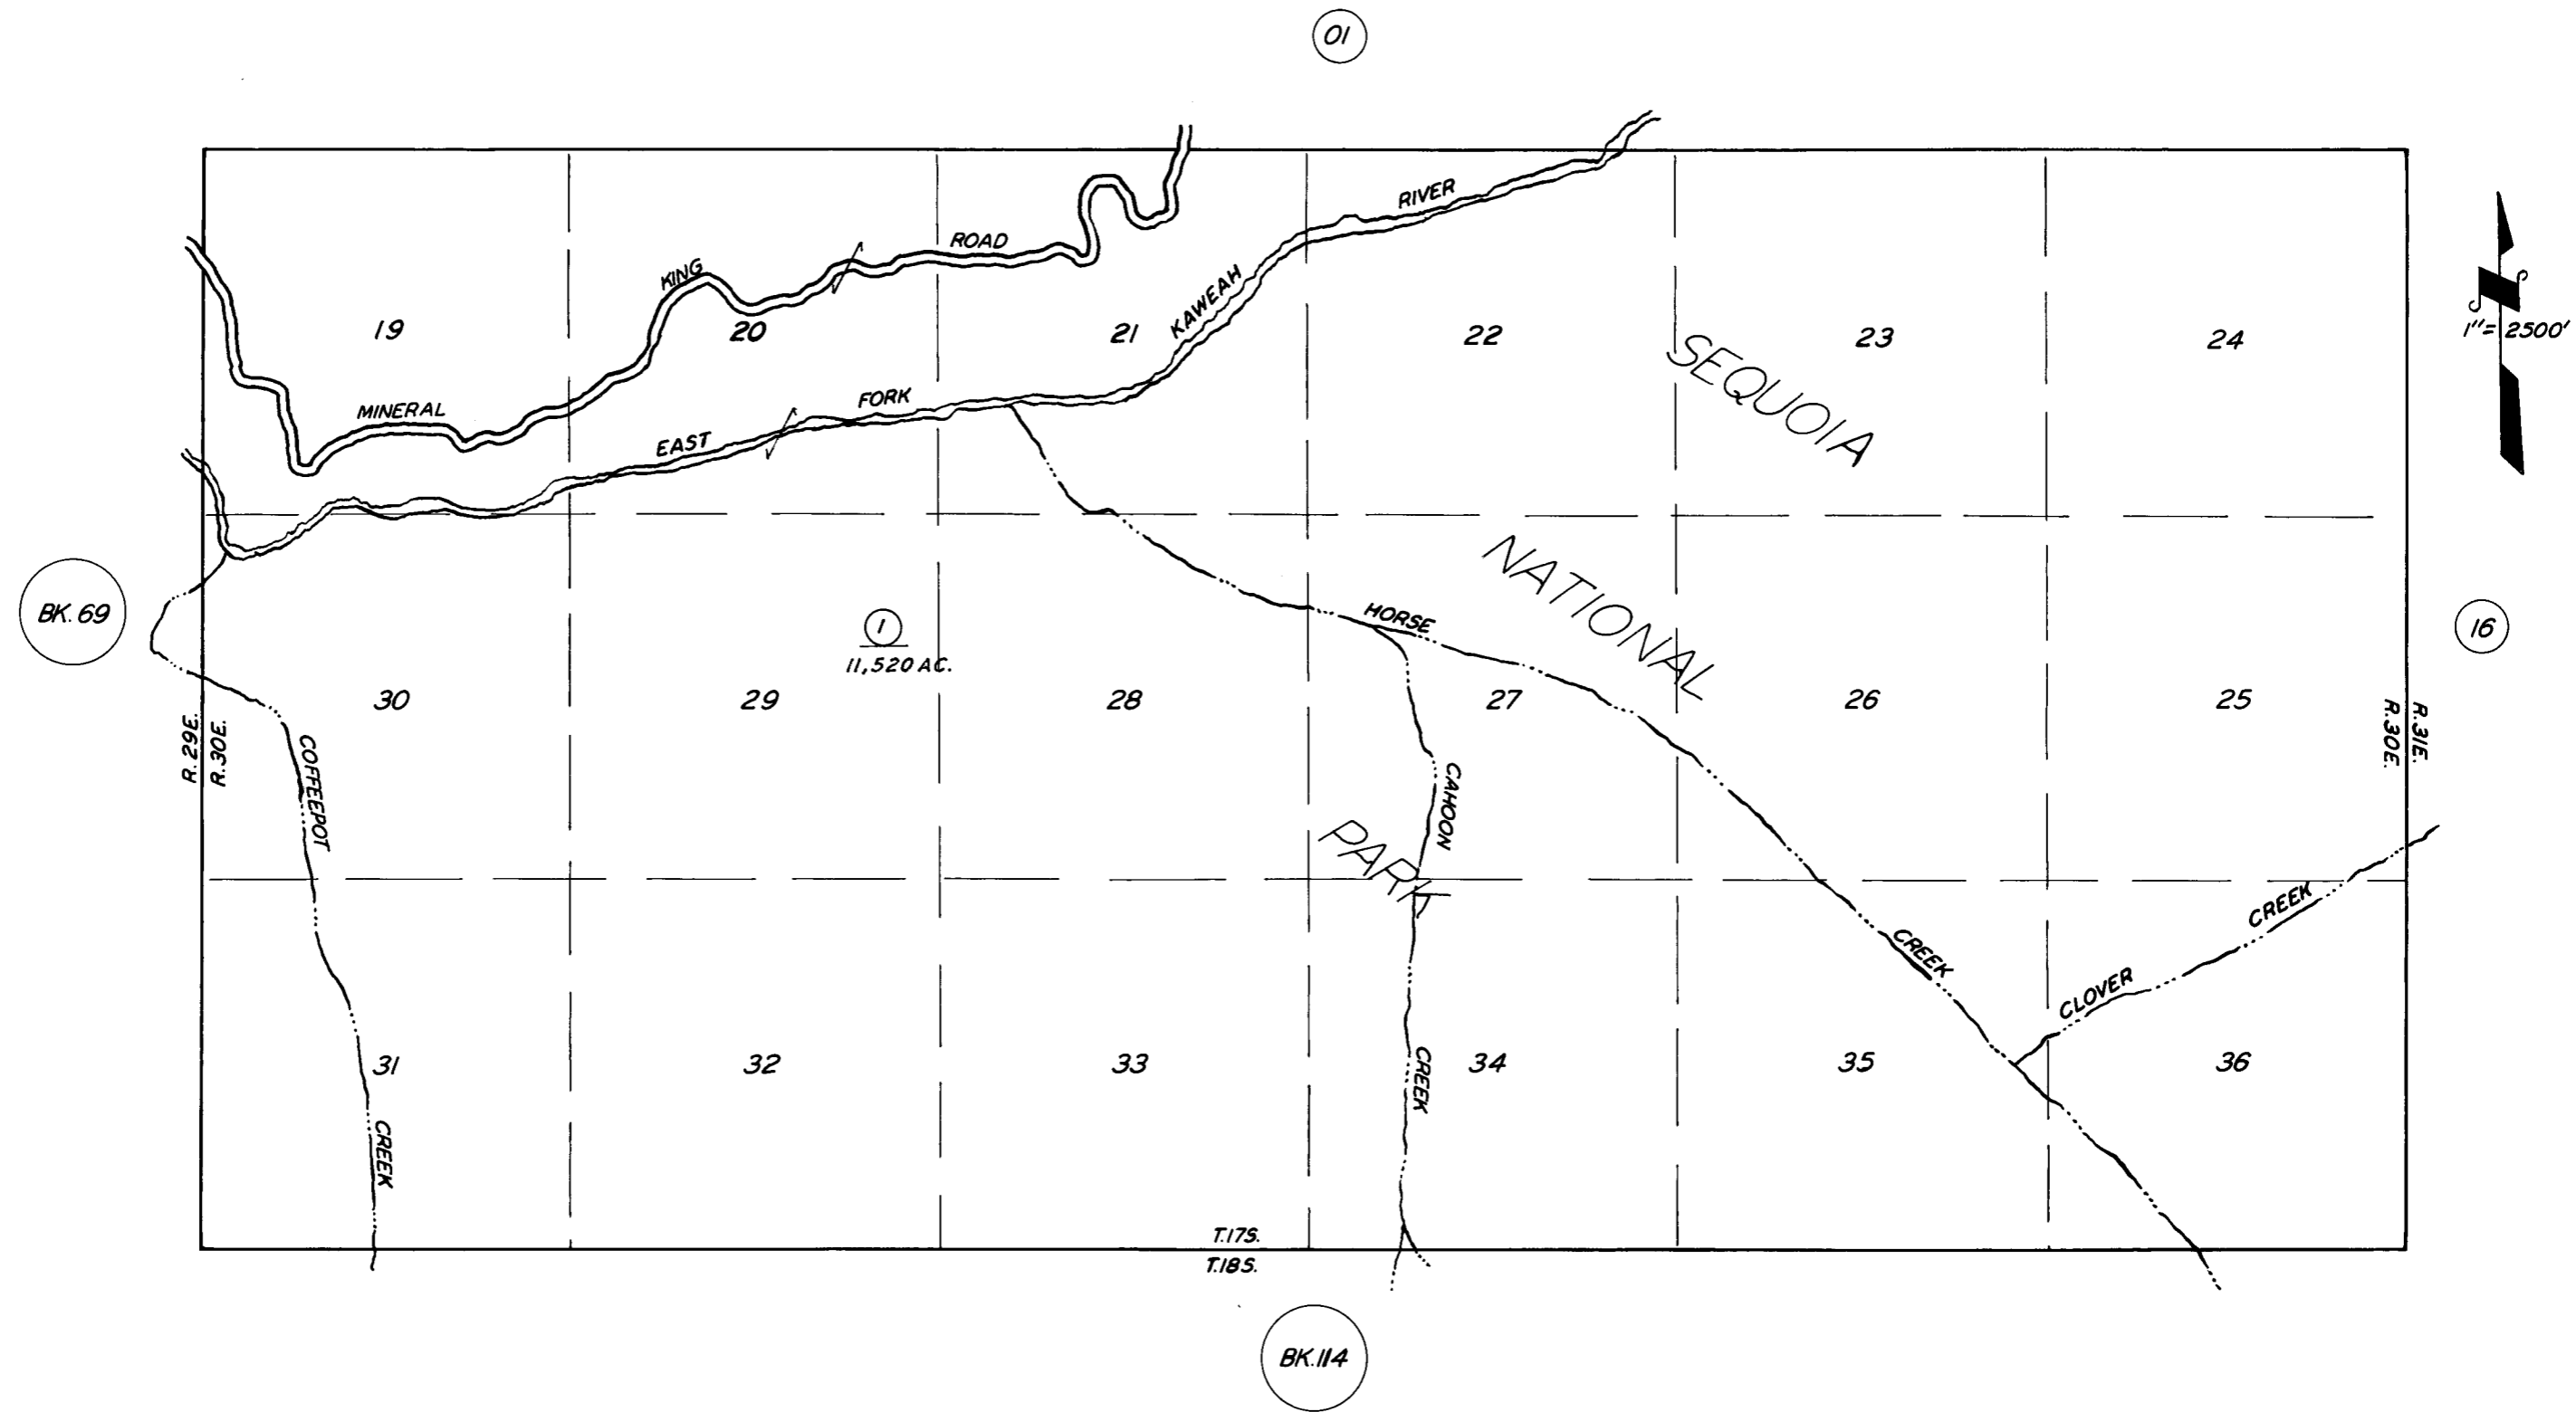 01
RIVER
ROAD
KING
KAWEAH
19
20
21
22
23
24
1"= 2500'
SEQUOIA
MINERAL
FORK
EAST
BK. 69
1
11,520 AC.
HORSE
NATIONAL
16
30
29
28
27
26
25
R. 29E.
R. 30E.
R. 31E.
R. 30E.
COFFEEPOT
CAHOON
PARK
CREEK
CREEK
CLOVER
31
32
33
CREEK
34
35
36
CREEK
T.17S.
T.18S.
BK. 114